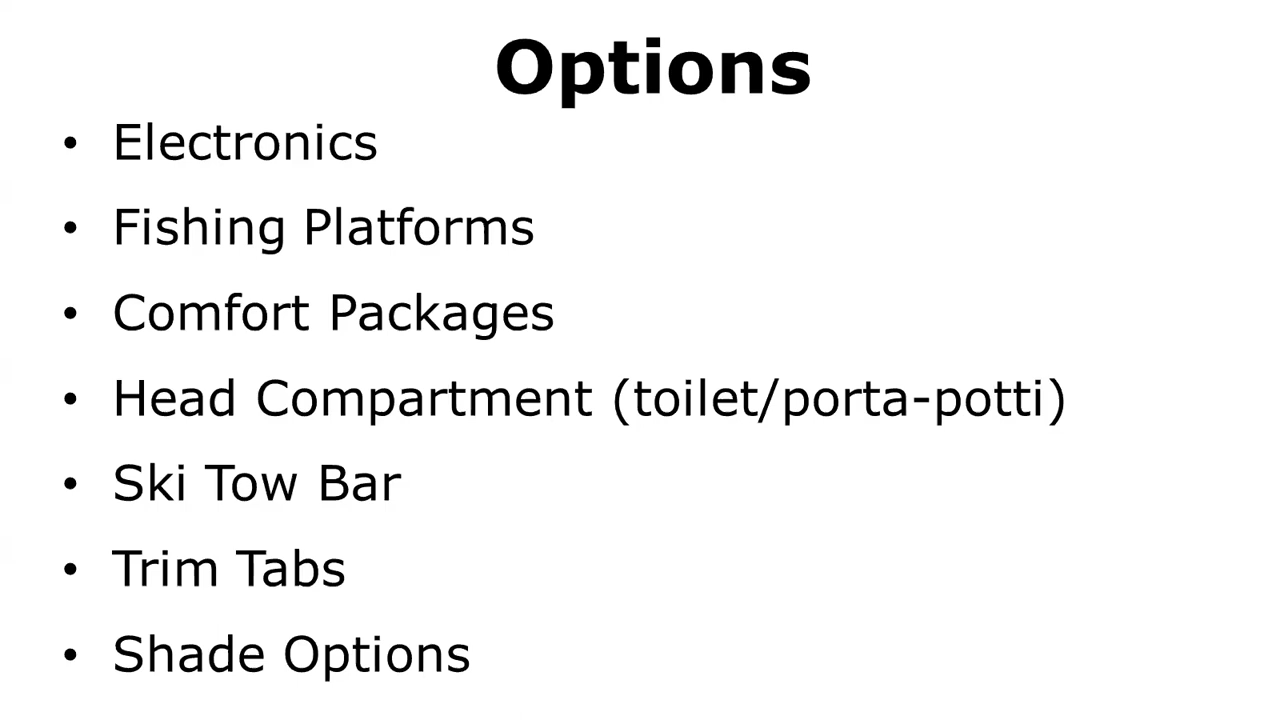 Options
• Electronics
• Fishing Platforms
• Comfort Packages
• Head Compartment (toilet/porta-potti)
• Ski Tow Bar
• Trim Tabs
• Shade Options